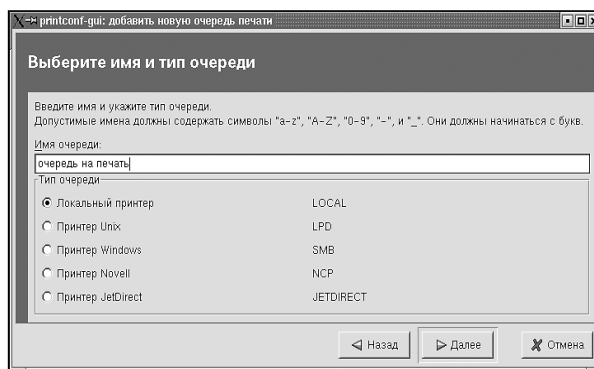 printconf-gui: добавить новую очередь печати
Выберите имя и тип очереди
Введите имя и укажите тип очереди.
Допустимые имена должны содержать символы "a-z", "A-Z", "0-9", "-", и "_". Они должны начинаться с букв.
Имя очереди:
очередь на печать
Тип очереди
Локальный принтер LOCAL
Принтер Unix LPD
Принтер Windows SMB
Принтер Novell NCP
Принтер JetDirect JETDIRECT
Назад Далее Отмена